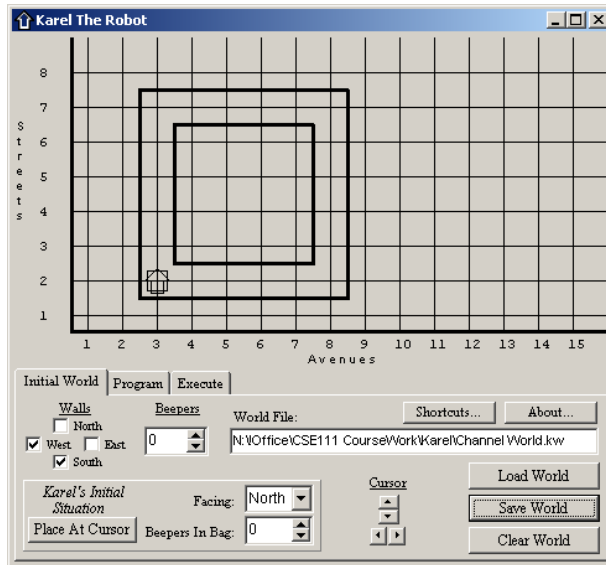 Karel The Robot
8
7
6
5
4
3
2
1
Streets
1 2 3 4 5 6 7 8 9 10 11 12 13 14 15
Avenues
Initial World Program Execute
Walls
North
West East
South
Beepers
0
World File:
Shortcuts...
About...
N:\Office\CSE111 CourseWork\Karel\Channel World.kw
Karel's Initial
Situation
Place At Cursor
Facing: North
Beepers In Bag: 0
Cursor
Load World
Save World
Clear World